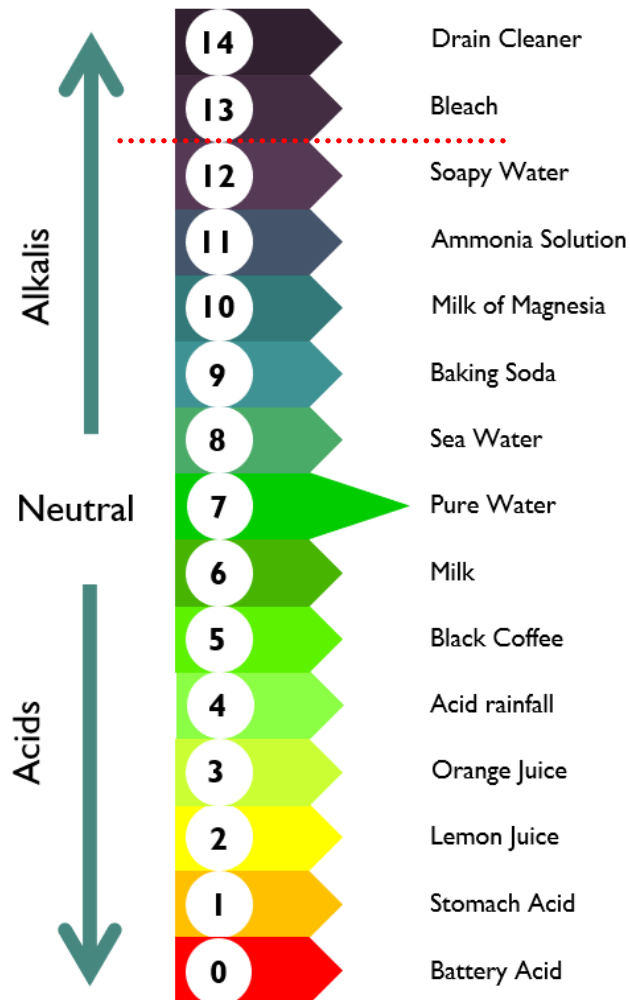 14 Drain Cleaner
13 Bleach
12 Soapy Water
11 Ammonia Solution
10 Milk of Magnesia
9 Baking Soda
8 Sea Water
Alkalis
Neutral 7 Pure Water
6 Milk
5 Black Coffee
4 Acid rainfall
3 Orange Juice
2 Lemon Juice
1 Stomach Acid
0 Battery Acid
Acids